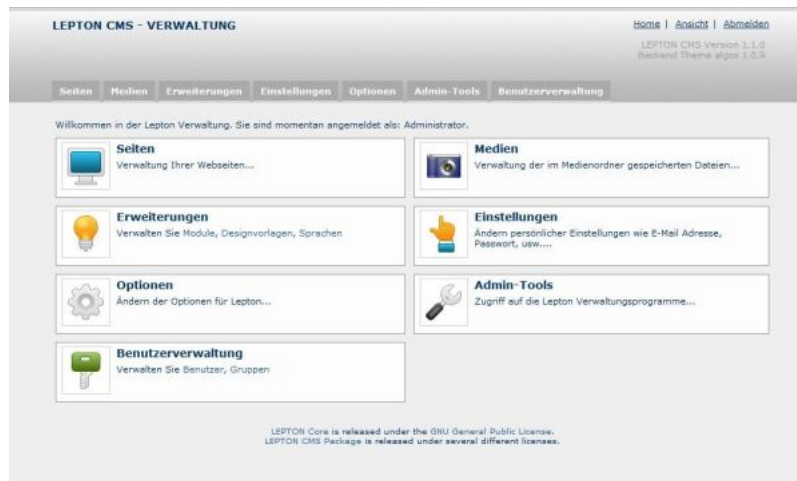 LEPTON CMS - VERWALTUNG
Home | Ansicht | Abmelden
LEPTON CMS Version 1.1.0
Backend Theme algos 1.0.9
Seiten Medien Erweiterungen Einstellungen Optionen Admin-Tools Benutzerverwaltung
Willkommen in der Lepton Verwaltung. Sie sind momentan angemeldet als: Administrator.
Seiten
Verwaltung Ihrer Webseiten...
Medien
Verwaltung der im Medienordner gespeicherten Dateien...
Erweiterungen
Verwalten Sie Module, Designvorlagen, Sprachen
Einstellungen
Ändern persönlicher Einstellungen wie E-Mail Adresse,
Passwort, usw....
Optionen
Ändern der Optionen für Lepton...
Admin-Tools
Zugriff auf die Lepton Verwaltungsprogramme...
Benutzerverwaltung
Verwalten Sie Benutzer, Gruppen
LEPTON Core is released under the GNU General Public License.
LEPTON CMS Package is released under several different licenses.